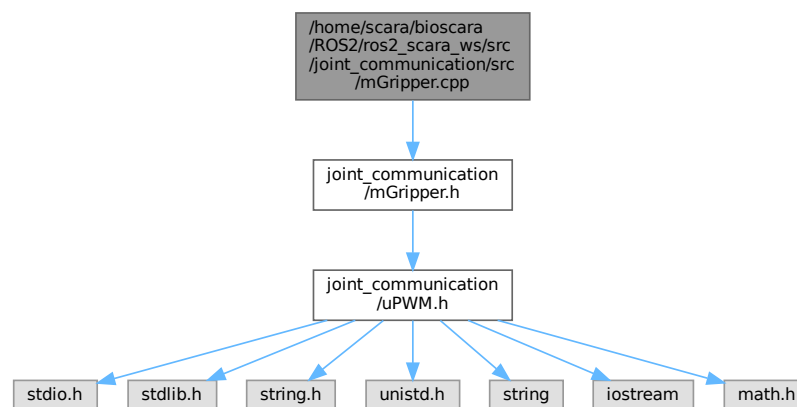 /home/scara/bioscara
/ROS2/ros2_scara_ws/src
/joint_communication/src
/mGripper.cpp
joint_communication
/mGripper.h
joint_communication
/uPWM.h
stdio.h
stdlib.h
string.h
unistd.h
string
iostream
math.h